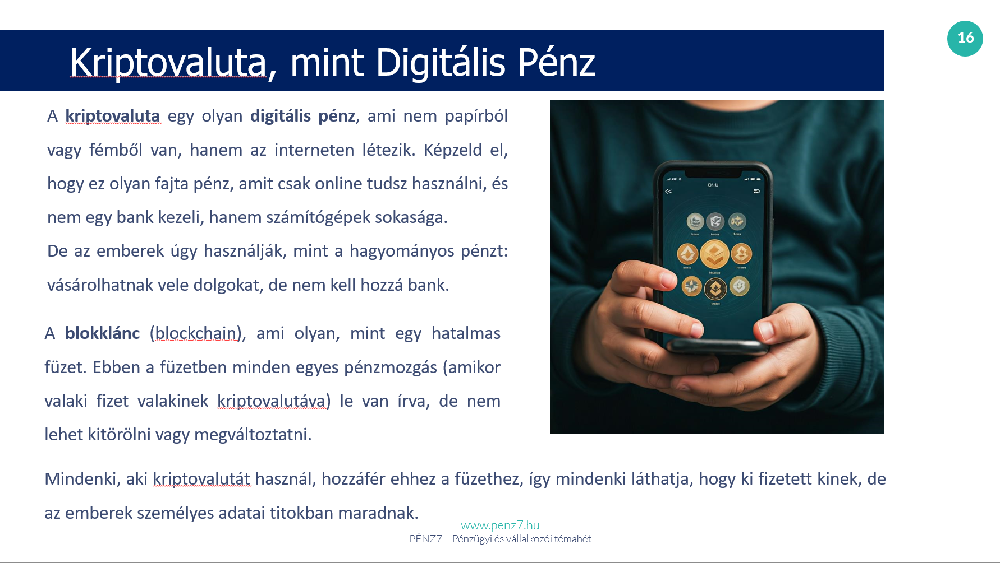 16
Kriptovaluta, mint Digitális Pénz
A kriptovaluta egy olyan digitális pénz, ami nem papírból
vagy fémből van, hanem az interneten létezik. Képzeld el,
hogy ez olyan fajta pénz, amit csak online tudsz használni, és
nem egy bank kezeli, hanem számítógépek sokasága.
De az emberek úgy használják, mint a hagyományos pénzt:
vásárolhatnak vele dolgokat, de nem kell hozzá bank.
A blokklánc (blockchain), ami olyan, mint egy hatalmas
füzet. Ebben a füzetben minden egyes pénzmozgás (amikor
valaki fizet valakinek kriptovalutáva) le van írva, de nem
lehet kitörölni vagy megváltoztatni.
Mindenki, aki kriptovalutát használ, hozzáfér ehhez a füzethez, így mindenki láthatja, hogy ki fizetett kinek, de
az emberek személyes adatai titokban maradnak.
www.penz7.hu
PÉNZ7 – Pénzügyi és vállalkozói témahét